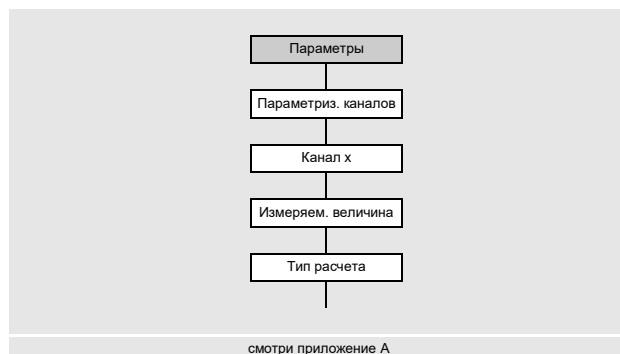 Параметры
Параметриз. каналов
Канал x
Измеряем. величина
Тип расчета
смотри приложение A